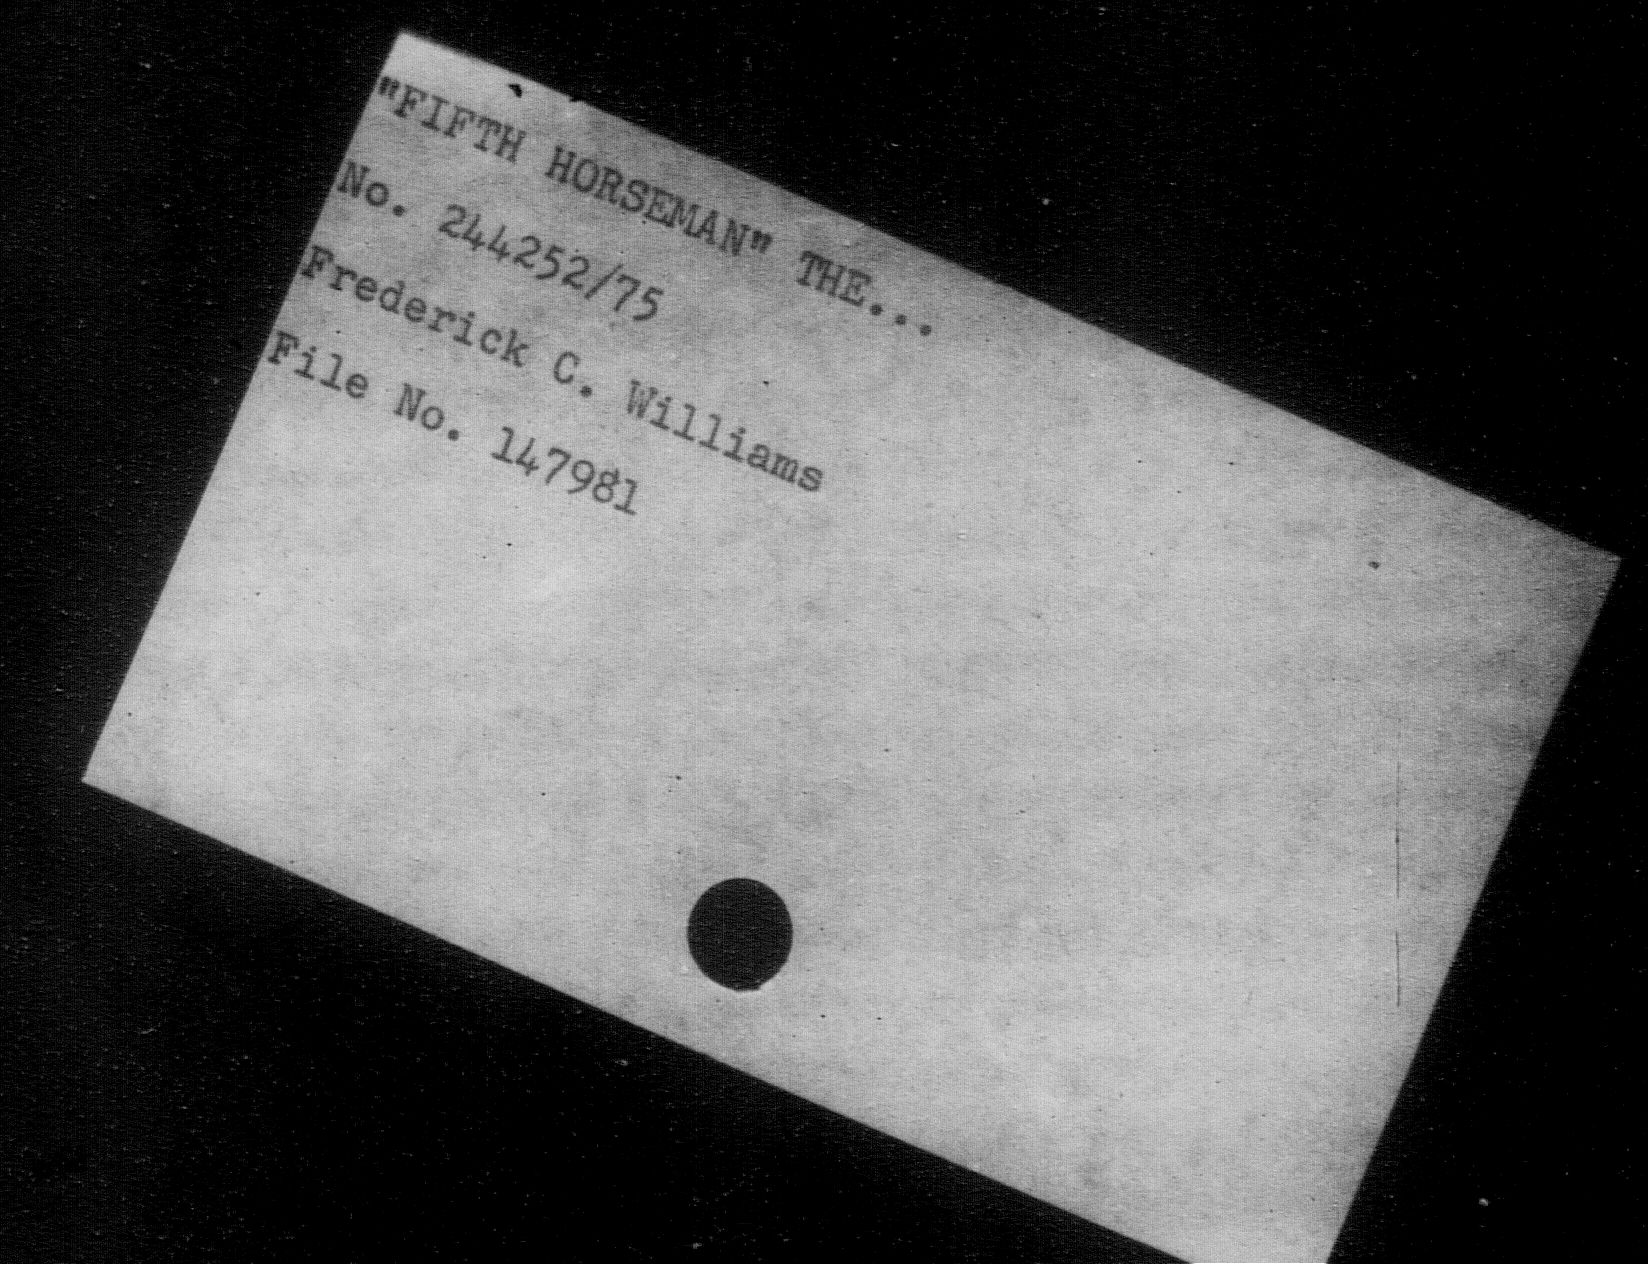 "FIFTH HORSEMAN" THE...
No. 244252/75
Frederick C. Williams
File No. 147981